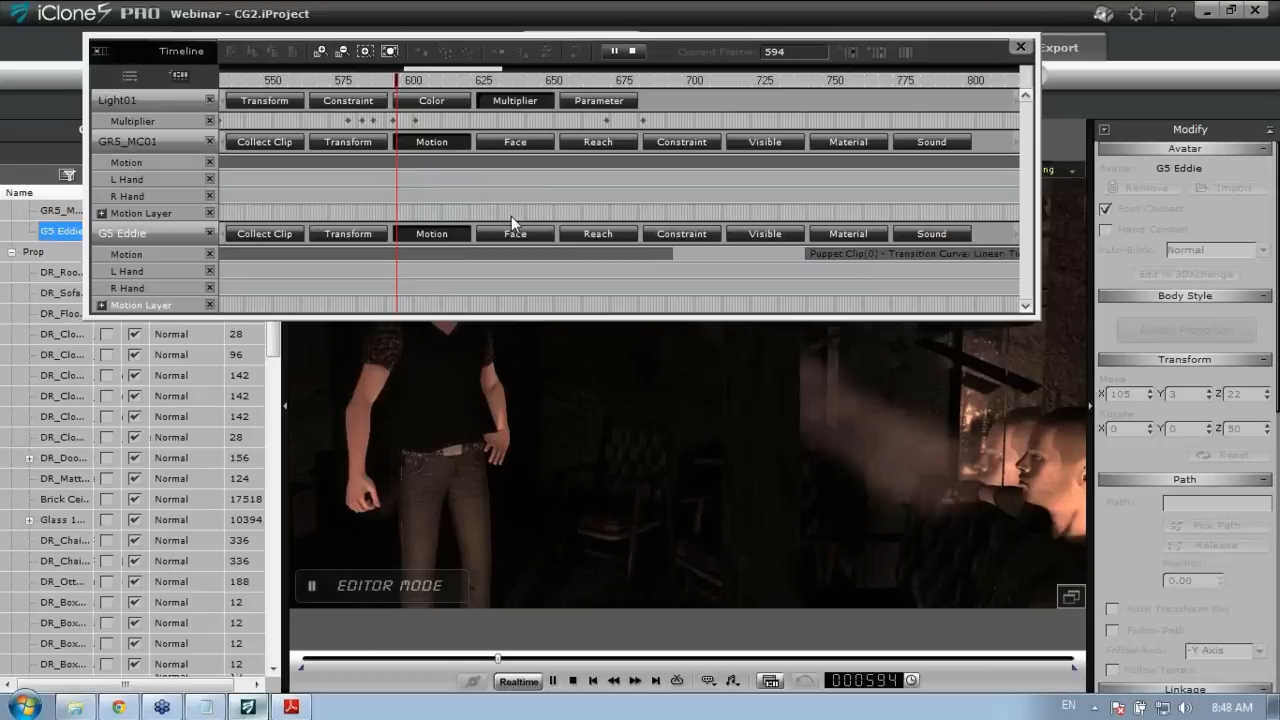 iClone5 PRO Webinar - CG2.iProject
?
Export
Timeline
Current Frame: 594
550 575 600 625 650 675 700 725 750 775 800
Light01 Transform Constraint Color Multiplier Parameter
Multiplier
GR5_MC01 Collect Clip Transform Motion Face Reach Constraint Visible Material Sound
Motion
L Hand
R Hand
Motion Layer
G5 Eddie Collect Clip Transform Motion Face Reach Constraint Visible Material Sound
Motion Puppet Clip(0) - Transition Curve: Linear: Ti
L Hand
R Hand
Motion Layer
Name
GR5_M...
G5 Eddie
Prop
DR_Roo...
DR_Sofa
DR_Floo
DR_Clo... Normal 28
DR_Clo... Normal 96
DR_Clo... Normal 142
DR_Clo... Normal 142
DR_Clo... Normal 142
DR_Clo... Normal 28
DR_Doo... Normal 156
DR_Matt... Normal 124
Brick Cei... Normal 17518
Glass 1... Normal 10394
DR_Chai... Normal 336
DR_Chai... Normal 336
DR_Ott... Normal 188
DR_Box... Normal 12
DR_Box... Normal 12
DR_Box... Normal 12
DR_Box... Normal 12
EDITOR MODE
Realtime
000594
ng
Modify
Avatar
Avatar: G5 Eddie
Remove Import
Foot Contact
Hand Contact
Auto-Blink: Normal
Edit in 3DXchange
Body Style
Avatar Proportion
Transform
Move
X 105 Y 3 Z 22
Rotate
X 0 Y 0 Z 50
Reset
Path
Path:
Pick Path
Release
Position:
0.00
Add Transform Key
Follow Path
Follow Axis: -Y Axis
Follow Terrain
Linkage
EN 8:48 AM